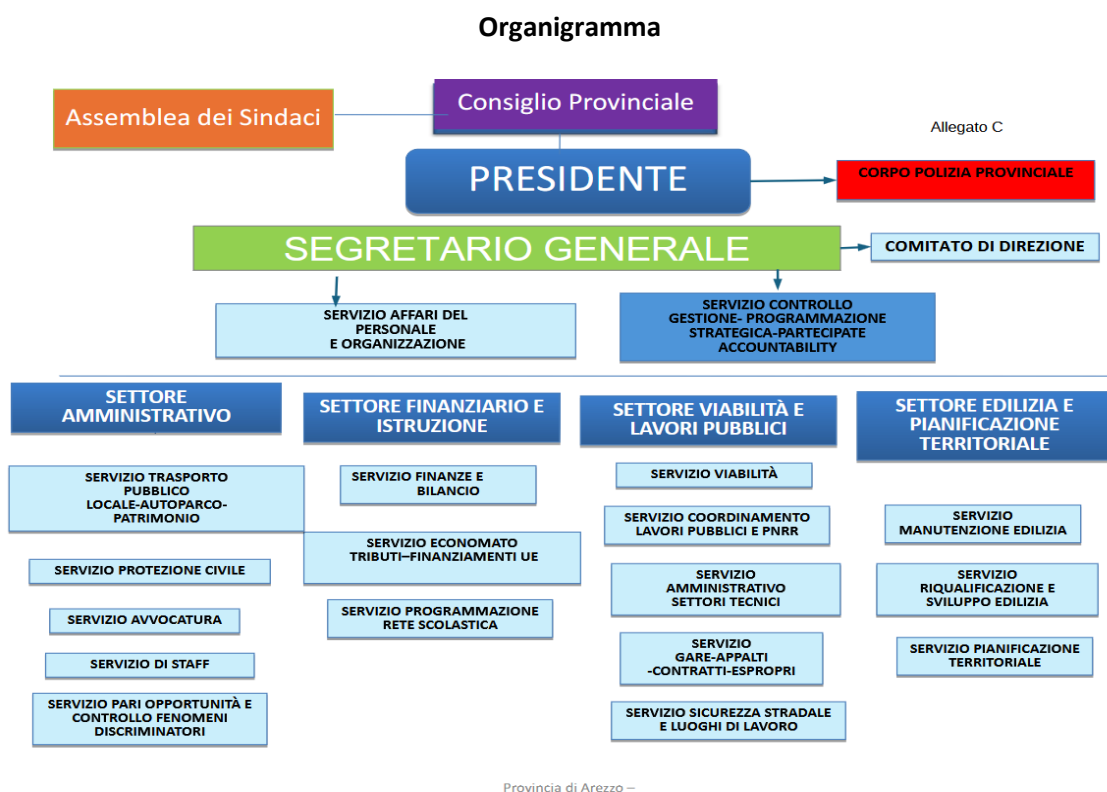 Organigramma
Assemblea dei Sindaci
Consiglio Provinciale
Allegato C
PRESIDENTE
CORPO POLIZIA PROVINCIALE
SEGRETARIO GENERALE
COMITATO DI DIREZIONE
SERVIZIO AFFARI DEL
PERSONALE
E ORGANIZZAZIONE
SERVIZIO CONTROLLO
GESTIONE- PROGRAMMAZIONE
STRATEGICA-PARTECIPATE
ACCOUNTABILITY
SETTORE
AMMINISTRATIVO
SERVIZIO TRASPORTO
PUBBLICO
LOCALE-AUTOPARCO-
PATRIMONIO
SERVIZIO PROTEZIONE CIVILE
SERVIZIO AVVOCATURA
SERVIZIO DI STAFF
SERVIZIO PARI OPPORTUNITÀ E
CONTROLLO FENOMENI
DISCRIMINATORI
SETTORE FINANZIARIO E
ISTRUZIONE
SERVIZIO FINANZE E
BILANCIO
SERVIZIO ECONOMATO
TRIBUTI–FINANZIAMENTI UE
SERVIZIO PROGRAMMAZIONE
RETE SCOLASTICA
SETTORE VIABILITÀ E
LAVORI PUBBLICI
SERVIZIO VIABILITÀ
SERVIZIO COORDINAMENTO
LAVORI PUBBLICI E PNRR
SERVIZIO
AMMINISTRATIVO
SETTORI TECNICI
SERVIZIO
GARE-APPALTI
-CONTRATTI-ESPROPRI
SERVIZIO SICUREZZA STRADALE
E LUOGHI DI LAVORO
SETTORE EDILIZIA E
PIANIFICAZIONE
TERRITORIALE
SERVIZIO
MANUTENZIONE EDILIZIA
SERVIZIO
RIQUALIFICAZIONE E
SVILUPPO EDILIZIA
SERVIZIO PIANIFICAZIONE
TERRITORIALE
Provincia di Arezzo –